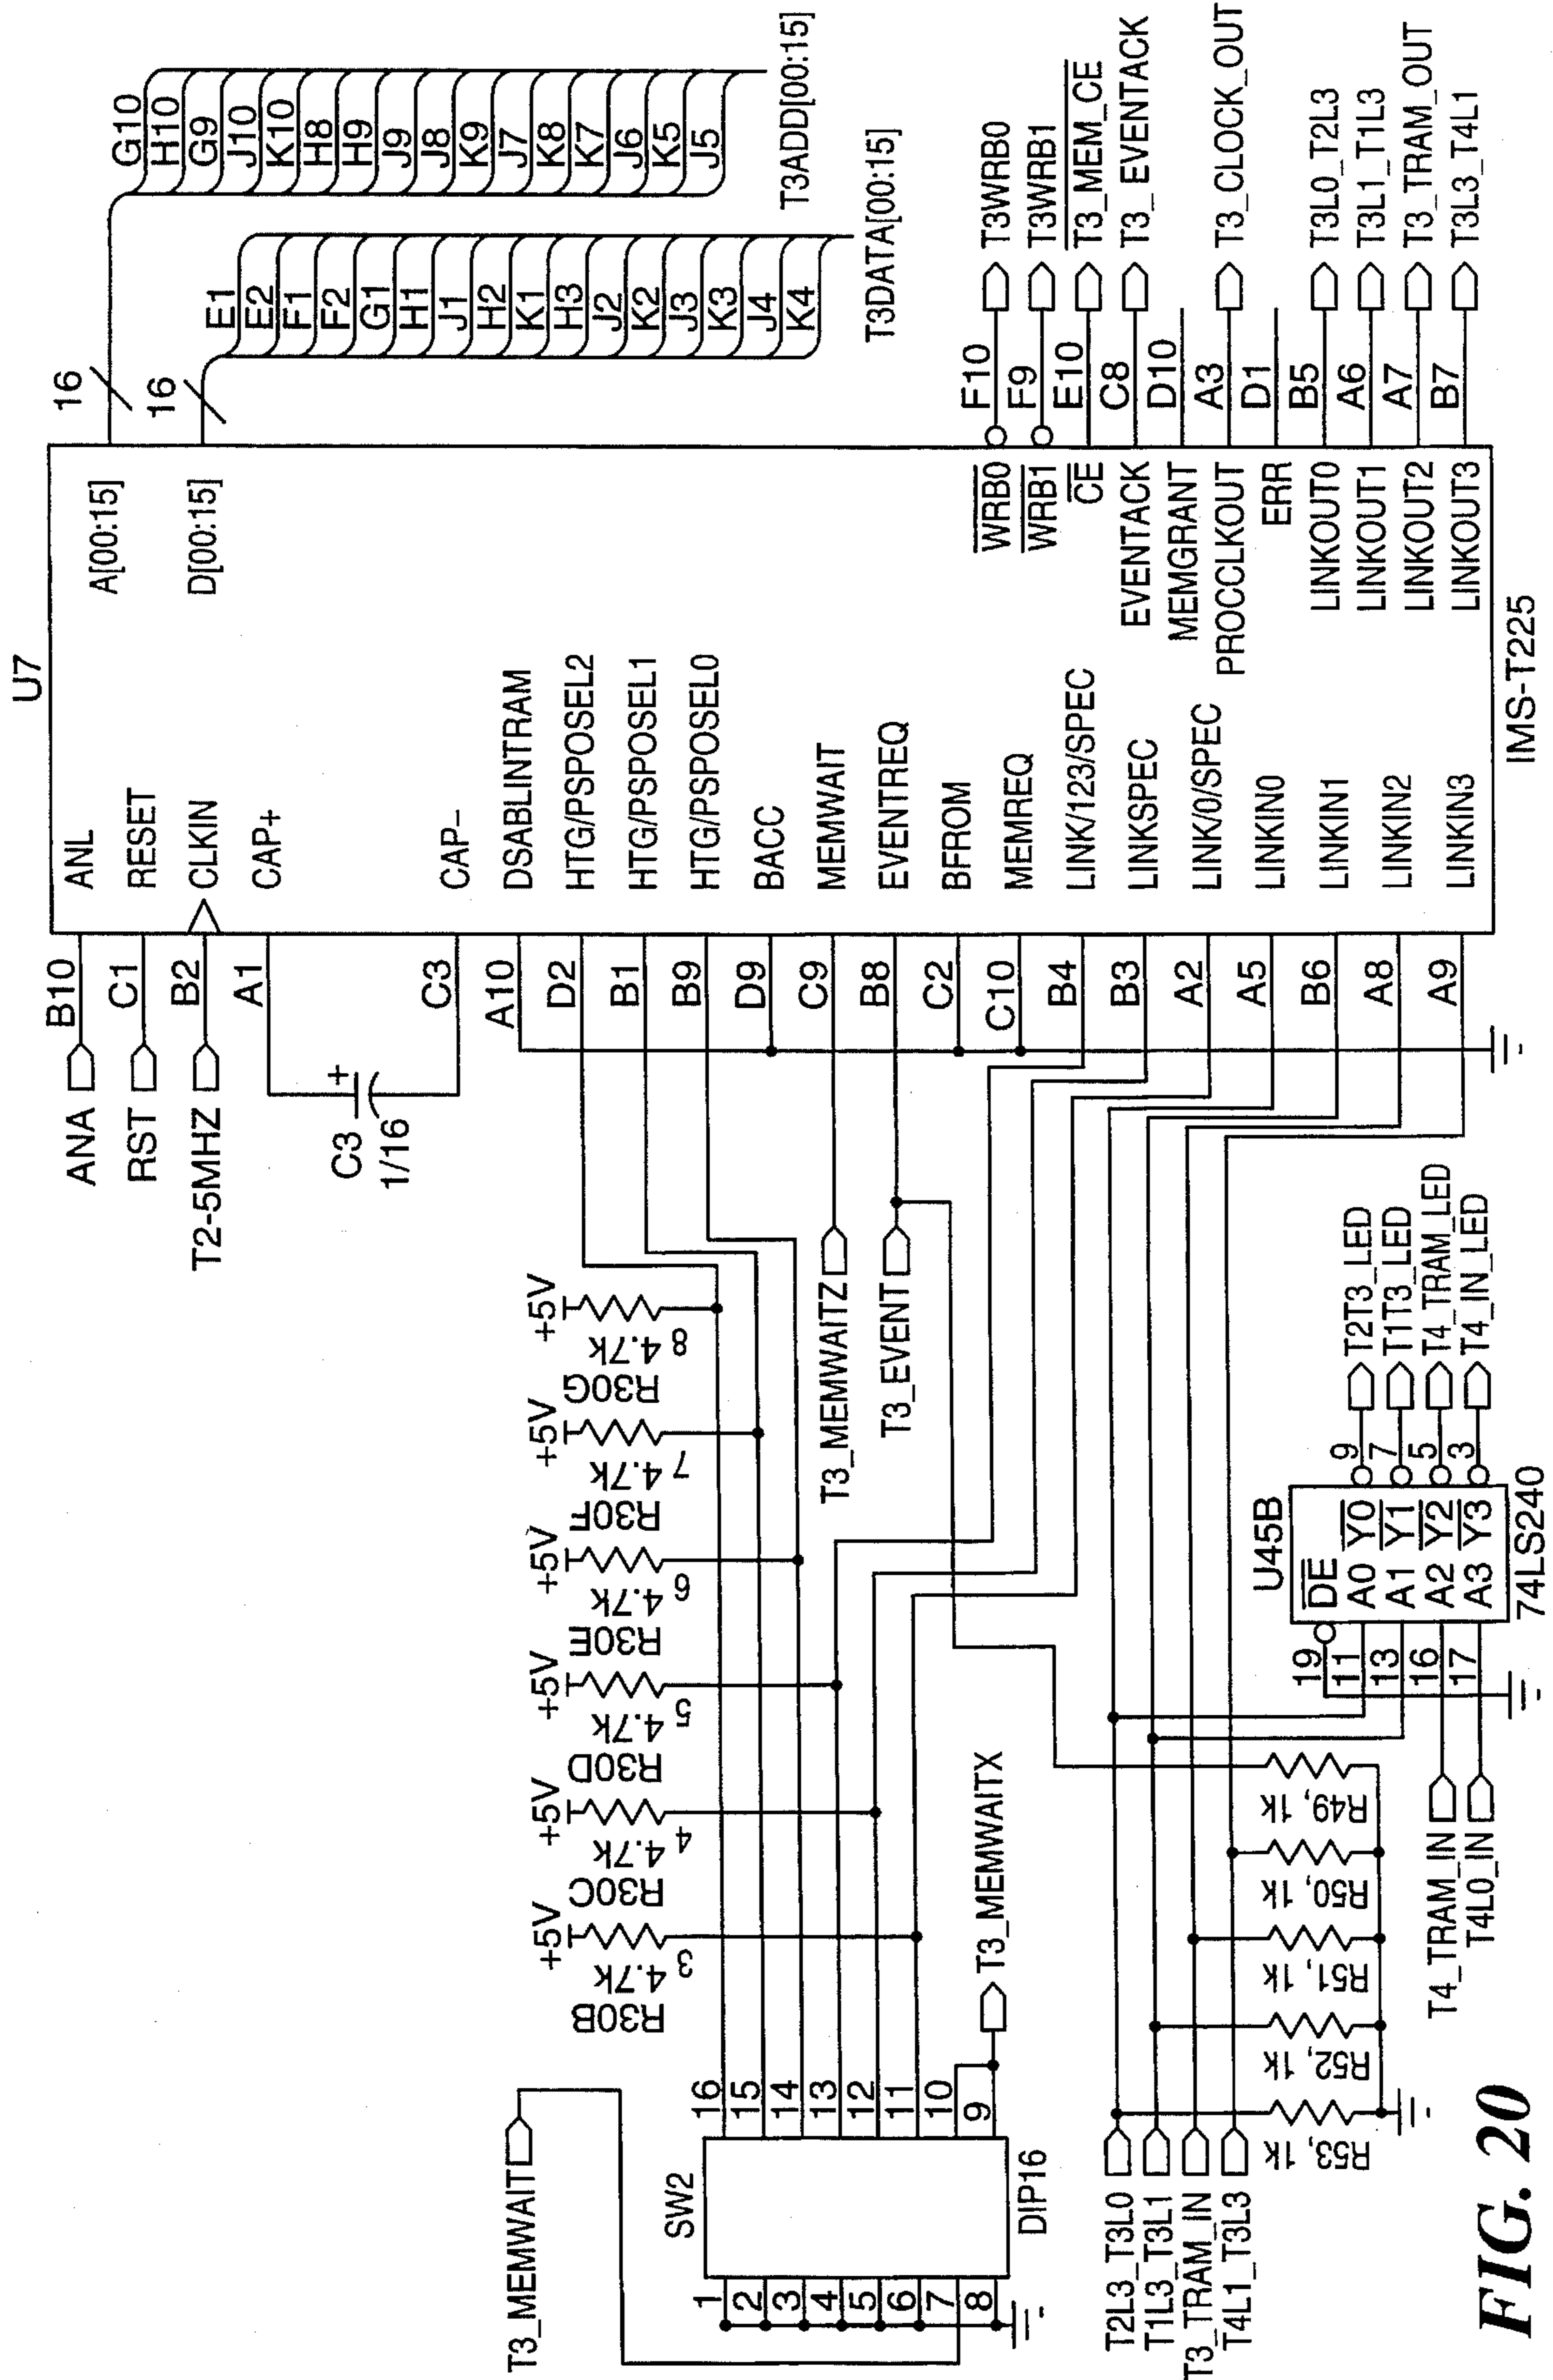 U7
IMS-T225
ANA
B10
ANL
RST
C1
RESET
T2-5MHZ
B2
CLKIN
A1
CAP+
C3
1/16
+
C3
CAP-
A10
DSABLINTRAM
D2
HTG/PSPOSEL2
B1
HTG/PSPOSEL1
B9
HTG/PSPOSEL0
D9
BACC
C9
MEMWAIT
B8
EVENTREQ
C2
BFROM
C10
MEMREQ
B4
LINK/123/SPEC
B3
LINKSPEC
A2
LINK/0/SPEC
A5
LINKIN0
B6
LINKIN1
A8
LINKIN2
A9
LINKIN3
A[00:15]
16
D[00:15]
16
G10
H10
G9
J10
K10
H8
H9
J9
J8
K9
J7
K8
K7
J6
K5
J5
T3ADD[00:15]
E1
E2
F1
F2
G1
H1
J1
H2
K1
H3
J2
K2
J3
K3
J4
K4
T3DATA[00:15]
WRB0
F10
T3WRB0
WRB1
F9
T3WRB1
CE
E10
T3_MEM_CE
EVENTACK
C8
T3_EVENTACK
MEMGRANT
D10
PROCCLKOUT
A3
T3_CLOCK_OUT
ERR
D1
LINKOUT0
B5
T3L0_T2L3
LINKOUT1
A6
T3L1_T1L3
LINKOUT2
A7
T3_TRAM_OUT
LINKOUT3
B7
T3L3_T4L1
+5V
R30B
4.7k
3
+5V
R30C
4.7k
4
+5V
R30D
4.7k
5
+5V
R30E
4.7k
6
+5V
R30F
4.7k
7
+5V
R30G
4.7k
8
T3_MEMWAITZ
T3_EVENT
T3_MEMWAIT
SW2
DIP16
1
2
3
4
5
6
7
8
16
15
14
13
12
11
10
9
T3_MEMWAITX
T2L3_T3L0
T1L3_T3L1
T3_TRAM_IN
T4L1_T3L3
R53, 1k
R52, 1k
R51, 1k
R50, 1k
R49, 1k
T4_TRAM_IN
T4L0_IN
U45B
74LS240
19
DE
11
A0
Y0
9
T2T3_LED
13
A1
Y1
7
T1T3_LED
16
A2
Y2
5
T4_TRAM_LED
17
A3
Y3
3
T4_IN_LED
FIG. 20